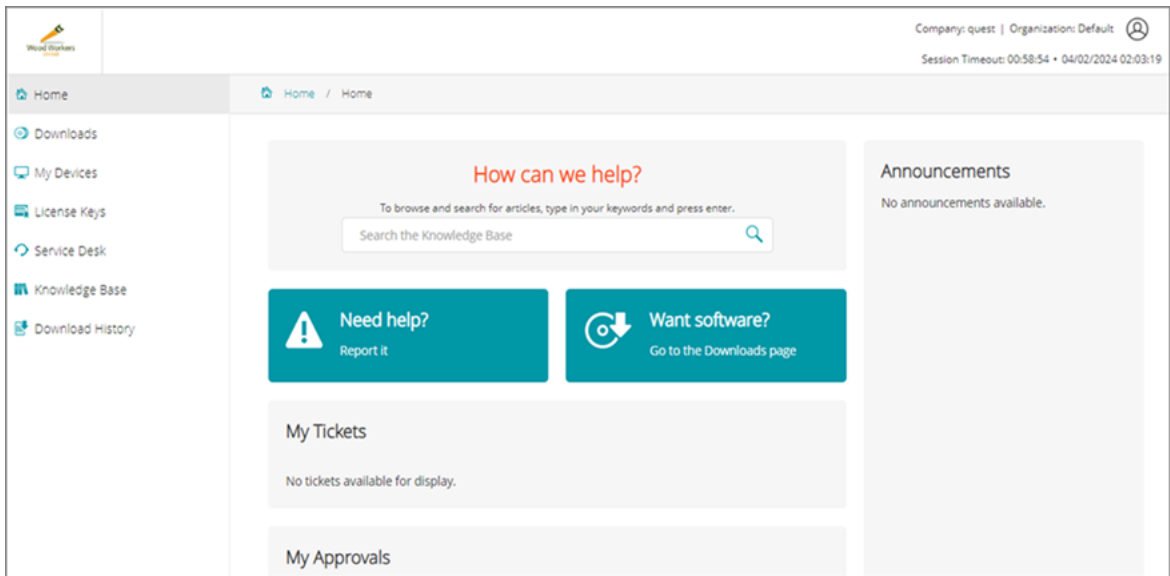 Wood Workers
Company: quest | Organization: Default
Session Timeout: 00:58:54 • 04/02/2024 02:03:19
Home
Downloads
My Devices
License Keys
Service Desk
Knowledge Base
Download History
Home / Home
How can we help?
To browse and search for articles, type in your keywords and press enter.
Search the Knowledge Base
Need help?
Report it
Want software?
Go to the Downloads page
My Tickets
No tickets available for display.
My Approvals
Announcements
No announcements available.